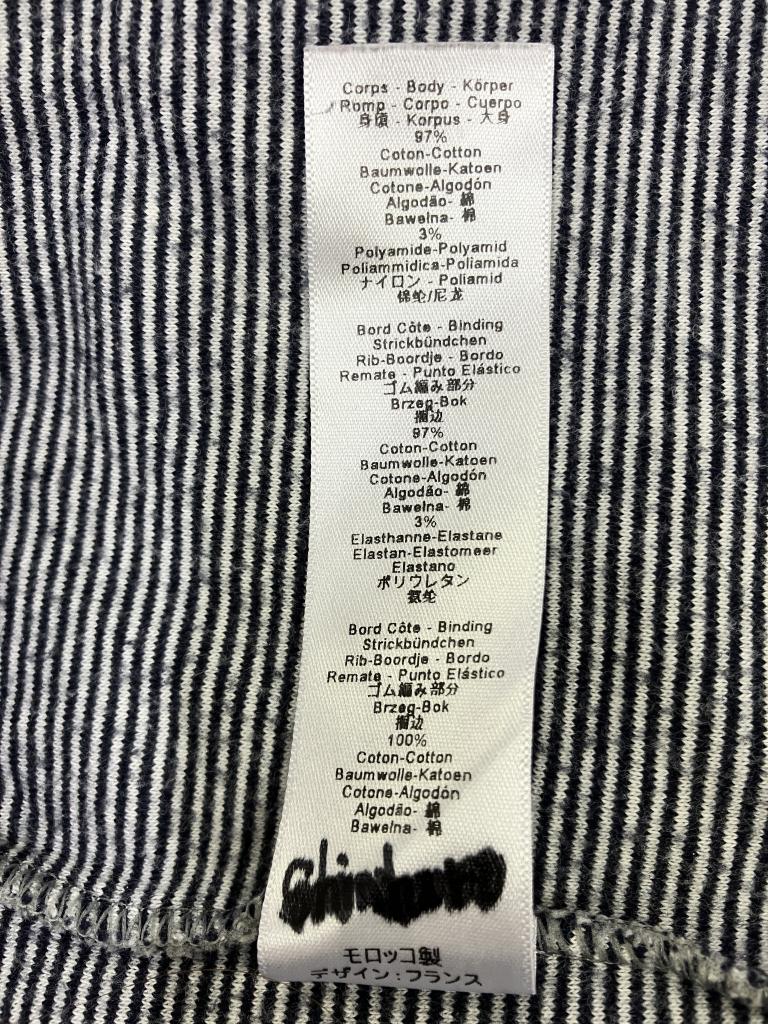 Corps - Body - Körper
Romp - Corpo - Cuerpo
身頃 - Korpus - 大身
97%
Coton-Cotton
Baumwolle-Katoen
Cotone-Algodón
Algodão- 綿
Bawełna- 棉
3%
Polyamide-Polyamid
Poliammidica-Poliamida
ナイロン - Poliamid
锦纶/尼龙
Bord Côte - Binding
Strickbündchen
Rib-Boordje - Bordo
Remate - Punto Elástico
ゴム編み部分
Brzeg-Bok
捆边
97%
Coton-Cotton
Baumwolle-Katoen
Cotone-Algodón
Algodão- 綿
Bawełna- 棉
3%
Elasthanne-Elastane
Elastan-Elastomeer
Elastano
ポリウレタン
氨纶
Bord Côte - Binding
Strickbündchen
Rib-Boordje - Bordo
Remate - Punto Elástico
ゴム編み部分
Brzeg-Bok
捆边
100%
Coton-Cotton
Baumwolle-Katoen
Cotone-Algodón
Algodão- 綿
Bawełna- 棉
モロッコ製
デザイン:フランス